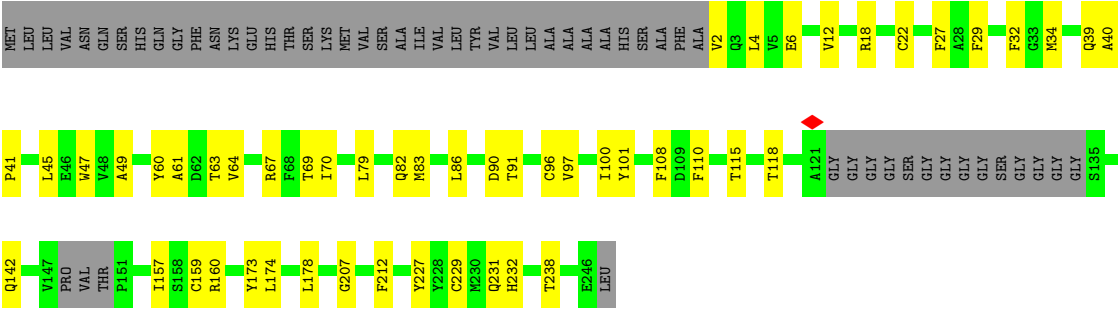 MET LEU LEU VAL ASN GLN SER HIS GLN GLY PHE ASN LYS GLU HIS THR SER LYS MET VAL SER ALA ILE VAL LEU TYR VAL LEU LEU ALA ALA ALA ALA HIS SER ALA PHE ALA V2 Q3 L4 V5 E6 V12 R18 C22 F27 A28 F29 F32 G33 M34 Q39 A40
P41 L45 E46 W47 V48 A49 Y60 A61 D62 T63 V64 R67 F68 T69 I70 L79 Q82 M83 L86 D90 T91 C96 V97 I100 Y101 F108 D109 F110 T115 T118 A121 GLY GLY GLY GLY SER GLY GLY GLY GLY SER GLY GLY GLY S135
Q142 V147 PRO VAL THR P151 I157 S158 C159 R160 Y173 L174 L178 G207 F212 Y227 Y228 C229 M230 Q231 H232 T238 E246 LEU